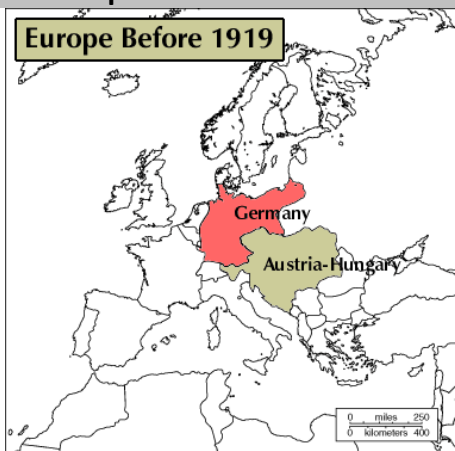 Europe Before 1919
Germany
Austria-Hungary
0 miles 250
0 kilometers 400